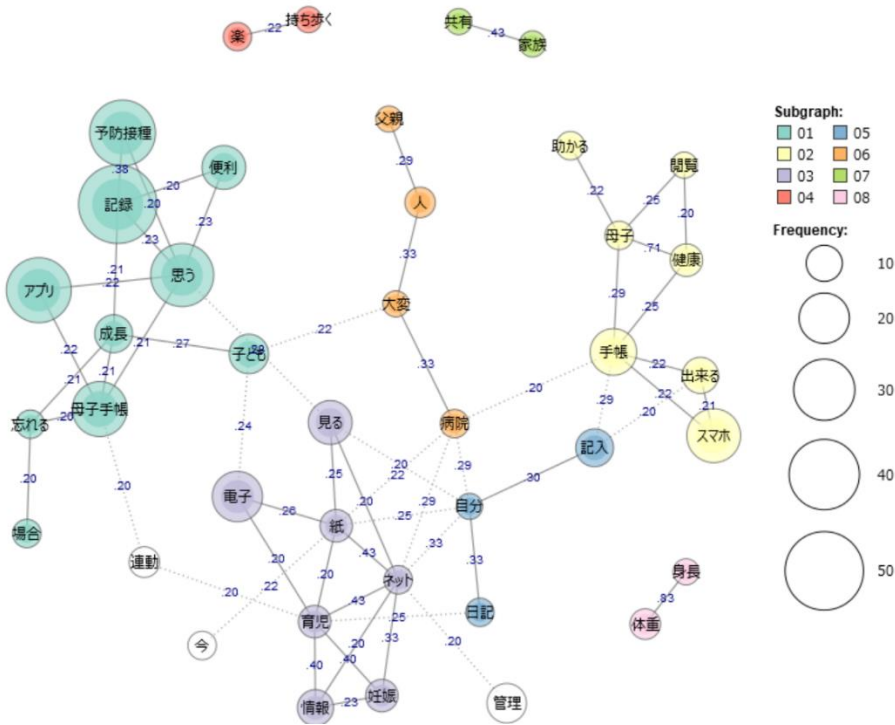 楽
.22
持ち歩く
共有
.43
家族
予防接種
.38
便利
.20
記録
.20
.23
.23
思う
.21
.22
アプリ
成長
.22
.21
.21
.27
子ども
.21
母子手帳
忘れる
.20
.20
場合
.20
連動
父親
.29
人
.33
大変
.22
.33
病院
助かる
閲覧
.22
.25
.20
母子
.71
健康
.29
.25
手帳
.22
出来る
.22
.21
スマホ
.20
.29
.20
記入
見る
.24
.25
.20
.22
.20
.29
.29
.30
電子
.26
紙
.25
自分
.33
.33
.43
ネット
.20
.22
.20
.20
.43
.25
育児
日記
.33
今
.40
.20
.40
情報
.23
妊娠
.20
管理
身長
.83
体重
Subgraph:
01 05
02 06
03 07
04 08
Frequency:
10
20
30
40
50